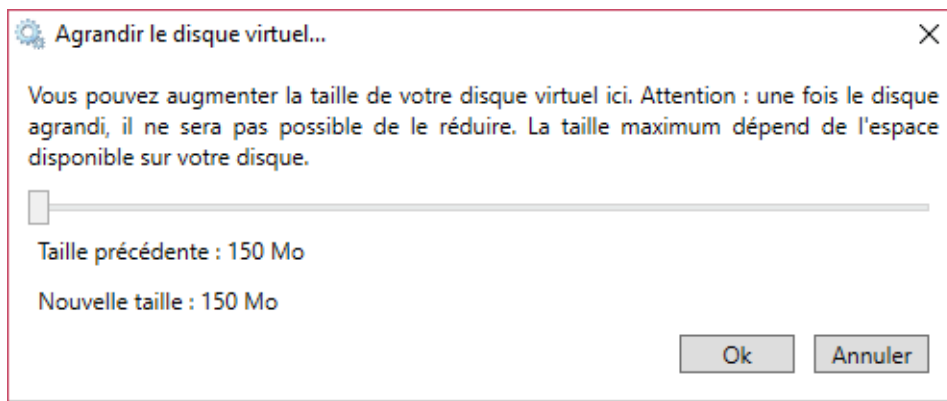 Agrandir le disque virtuel...
Vous pouvez augmenter la taille de votre disque virtuel ici. Attention : une fois le disque
agrandi, il ne sera pas possible de le réduire. La taille maximum dépend de l'espace
disponible sur votre disque.
Taille précédente : 150 Mo
Nouvelle taille : 150 Mo
Ok
Annuler